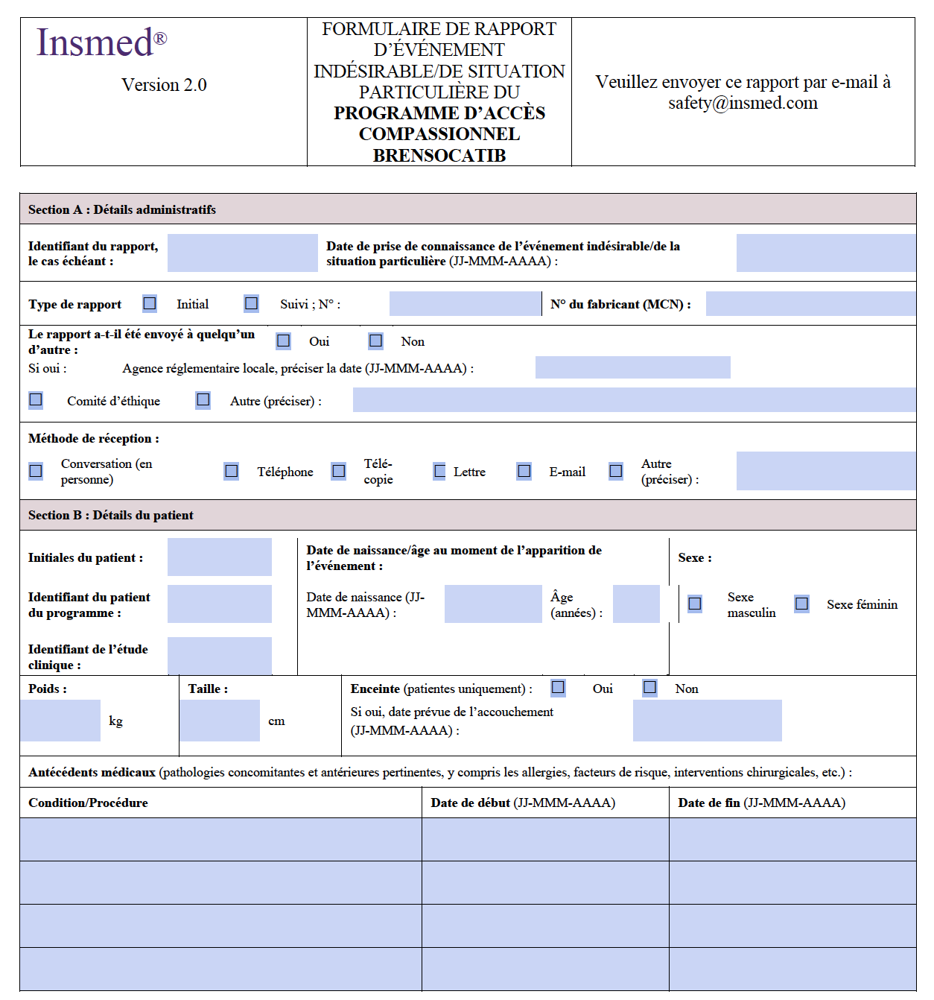 Insmed®
Version 2.0
FORMULAIRE DE RAPPORT
D’ÉVÉNEMENT
INDÉSIRABLE/DE SITUATION
PARTICULIÈRE DU
PROGRAMME D’ACCÈS
COMPASSIONNEL
BRENSOCATIB
Veuillez envoyer ce rapport par e-mail à
safety@insmed.com
Section A : Détails administratifs
Identifiant du rapport,
le cas échéant :
Date de prise de connaissance de l’événement indésirable/de la
situation particulière (JJ-MMM-AAAA) :
Type de rapport ☐ Initial ☐ Suivi ; N° : N° du fabricant (MCN) :
Le rapport a-t-il été envoyé à quelqu’un
d’autre :
☐ Oui ☐ Non
Si oui : Agence réglementaire locale, préciser la date (JJ-MMM-AAAA) :
☐ Comité d’éthique ☐ Autre (préciser) :
Méthode de réception :
☐ Conversation (en
personne)
☐ Téléphone
☐ Télé-
copie
☐ Lettre
☐ E-mail
☐ Autre
(préciser) :
Section B : Détails du patient
Initiales du patient :
Date de naissance/âge au moment de l’apparition de
l’événement :
Sexe :
Identifiant du patient
du programme :
Date de naissance (JJ-
MMM-AAAA) :
Âge
(années) :
☐ Sexe
masculin
☐ Sexe féminin
Identifiant de l’étude
clinique :
Poids :
kg
Taille :
cm
Enceinte (patientes uniquement) : ☐ Oui ☐ Non
Si oui, date prévue de l’accouchement
(JJ-MMM-AAAA) :
Antécédents médicaux (pathologies concomitantes et antérieures pertinentes, y compris les allergies, facteurs de risque, interventions chirurgicales, etc.) :
Condition/Procédure
Date de début (JJ-MMM-AAAA)
Date de fin (JJ-MMM-AAAA)